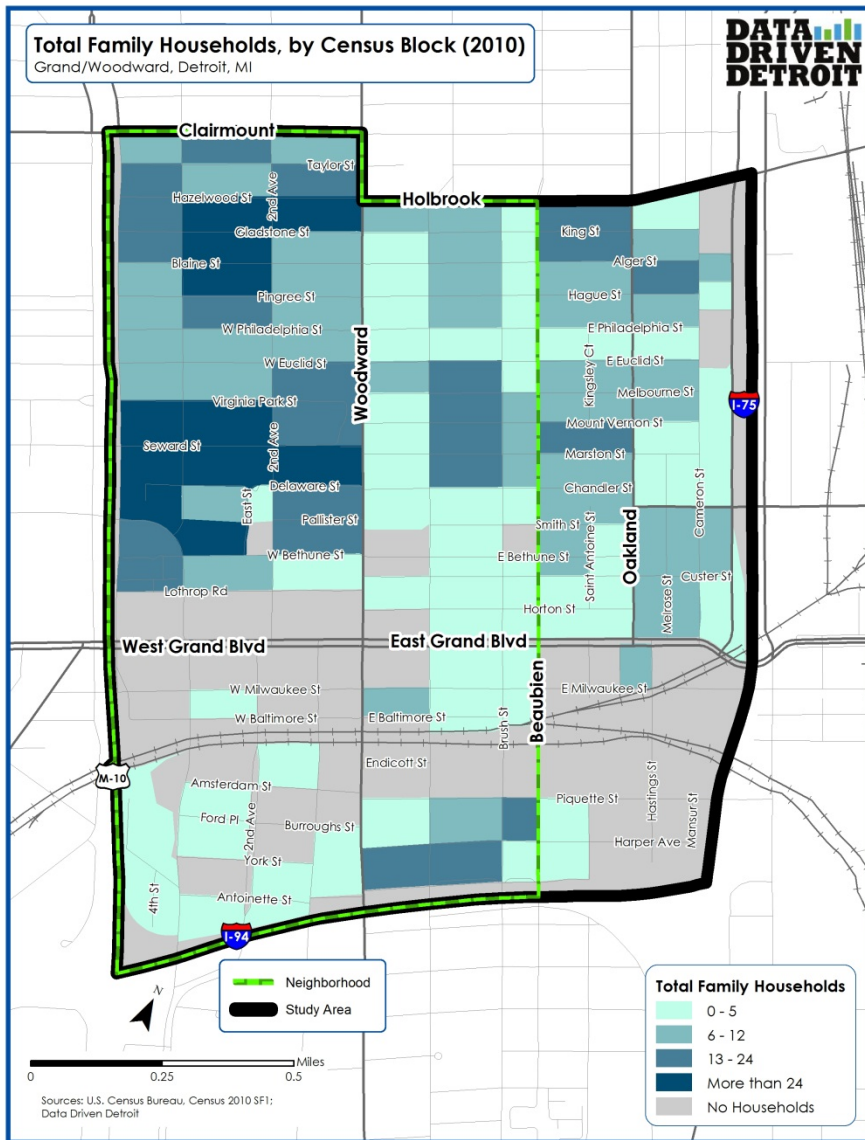 Total Family Households, by Census Block (2010)
Grand/Woodward, Detroit, MI
DATA
DRIVEN
DETROIT
Clairmount
Taylor St
Hazelwood St
2nd Ave
Holbrook
Gladstone St
King St
Blaine St
Alger St
Pingree St
Hague St
W Philadelphia St
E Philadelphia St
Woodward
W Euclid St
E Euclid St
Kingsley Ct
Virginia Park St
Melbourne St
I-75
Mount Vernon St
Seward St
2nd Ave
Marston St
Delaware St
Chandler St
Cameron St
East St
Pallister St
Smith St
W Bethune St
E Bethune St
Saint Antoine St
Oakland
Lothrop Rd
Custer St
Melrose St
Horton St
West Grand Blvd
East Grand Blvd
W Milwaukee St
E Milwaukee St
W Baltimore St
E Baltimore St
Brush St
Beaubien
M-10
Endicott St
Amsterdam St
Piquette St
Hastings St
Mansur St
Ford Pl
2nd Ave
Burroughs St
Harper Ave
York St
4th St
Antoinette St
I-94
N
Neighborhood
Study Area
Miles
0 0.25 0.5
Sources: U.S. Census Bureau, Census 2010 SF1;
Data Driven Detroit
Total Family Households
0 - 5
6 - 12
13 - 24
More than 24
No Households